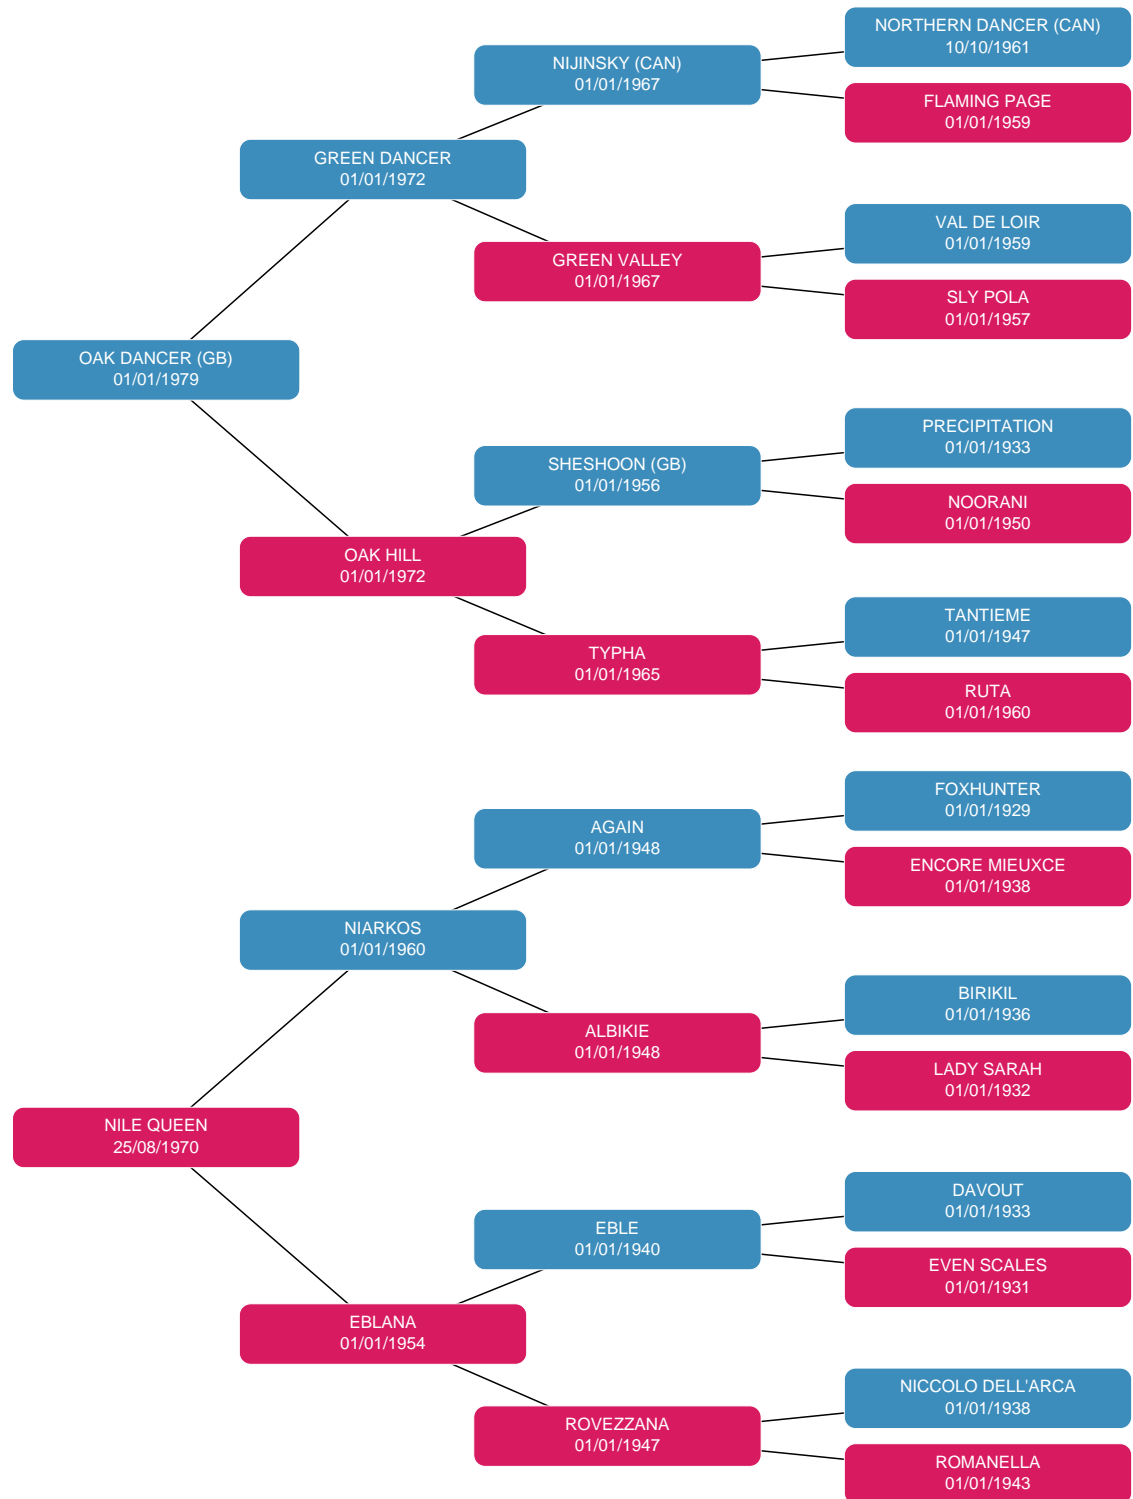 NORTHERN DANCER (CAN)
10/10/1961
NIJINSKY (CAN)
01/01/1967
FLAMING PAGE
01/01/1959
GREEN DANCER
01/01/1972
VAL DE LOIR
01/01/1959
GREEN VALLEY
01/01/1967
SLY POLA
01/01/1957
OAK DANCER (GB)
01/01/1979
PRECIPITATION
01/01/1933
SHESHOON (GB)
01/01/1956
NOORANI
01/01/1950
OAK HILL
01/01/1972
TANTIEME
01/01/1947
TYPHA
01/01/1965
RUTA
01/01/1960
FOXHUNTER
01/01/1929
AGAIN
01/01/1948
ENCORE MIEUXCE
01/01/1938
NIARKOS
01/01/1960
BIRIKIL
01/01/1936
ALBIKIE
01/01/1948
LADY SARAH
01/01/1932
NILE QUEEN
25/08/1970
DAVOUT
01/01/1933
EBLE
01/01/1940
EVEN SCALES
01/01/1931
EBLANA
01/01/1954
NICCOLO DELL'ARCA
01/01/1938
ROVEZZANA
01/01/1947
ROMANELLA
01/01/1943